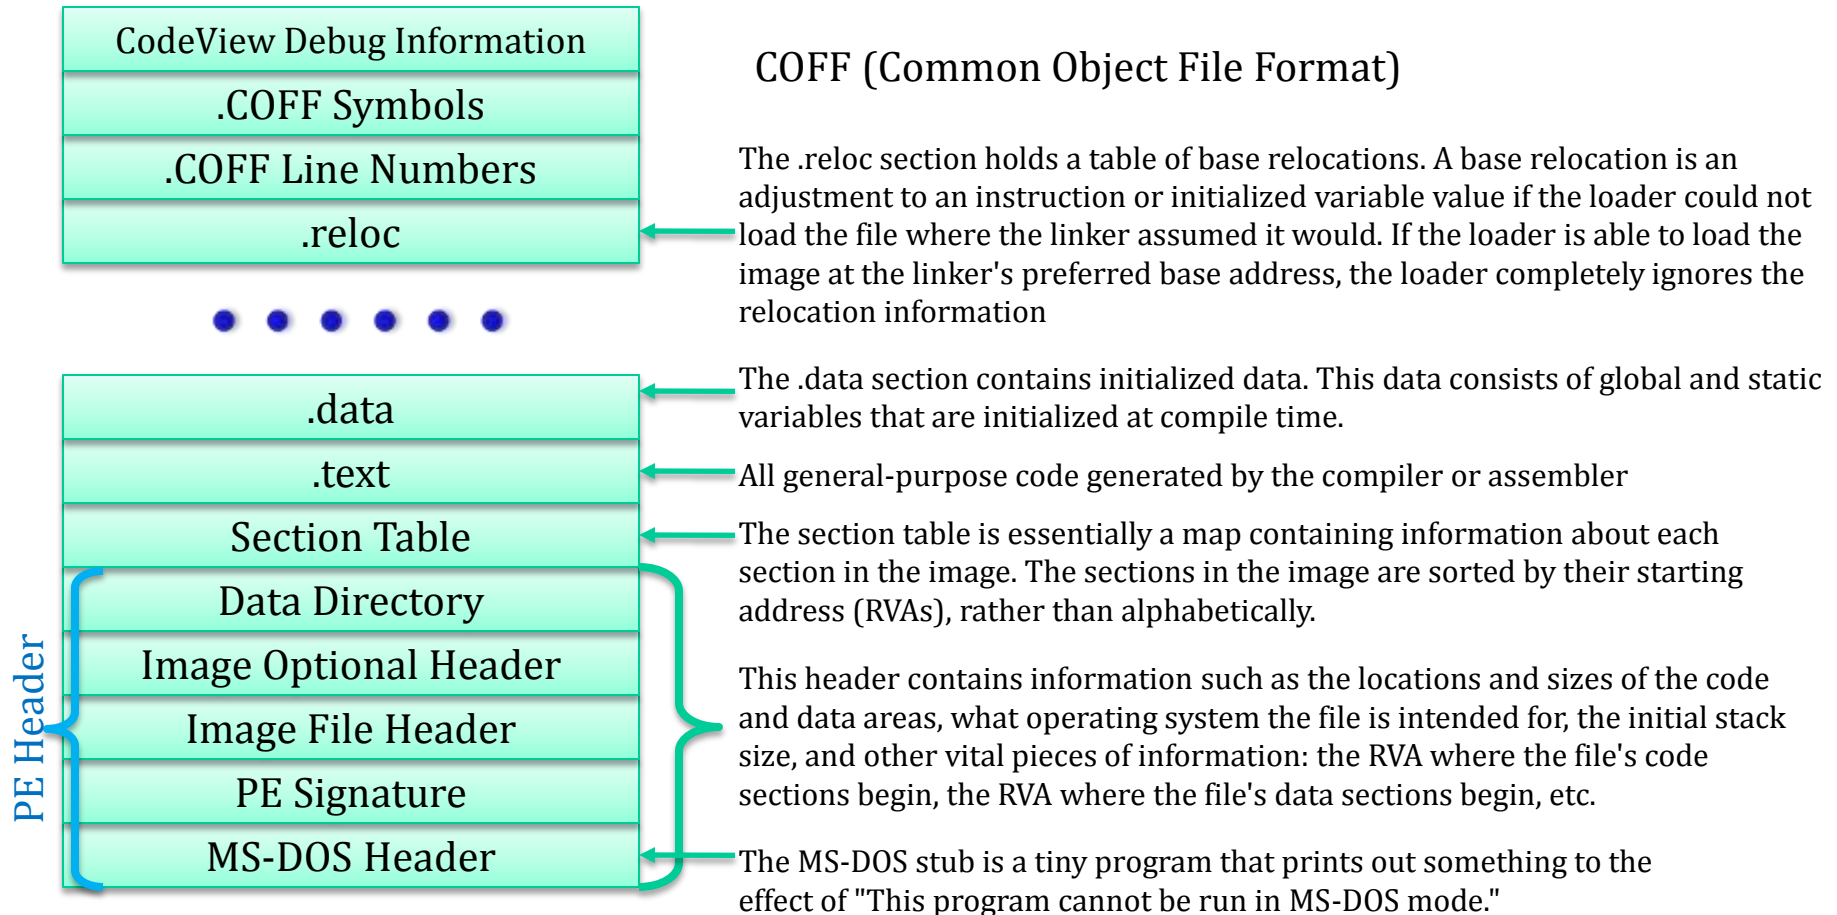 CodeView Debug Information
.COFF Symbols
.COFF Line Numbers
.reloc
.data
.text
Section Table
Data Directory
Image Optional Header
Image File Header
PE Signature
MS-DOS Header
PE Header
COFF (Common Object File Format)
The .reloc section holds a table of base relocations. A base relocation is an
adjustment to an instruction or initialized variable value if the loader could not
load the file where the linker assumed it would. If the loader is able to load the
image at the linker's preferred base address, the loader completely ignores the
relocation information
The .data section contains initialized data. This data consists of global and static
variables that are initialized at compile time.
All general-purpose code generated by the compiler or assembler
The section table is essentially a map containing information about each
section in the image. The sections in the image are sorted by their starting
address (RVAs), rather than alphabetically.
This header contains information such as the locations and sizes of the code
and data areas, what operating system the file is intended for, the initial stack
size, and other vital pieces of information: the RVA where the file's code
sections begin, the RVA where the file's data sections begin, etc.
The MS-DOS stub is a tiny program that prints out something to the
effect of "This program cannot be run in MS-DOS mode."